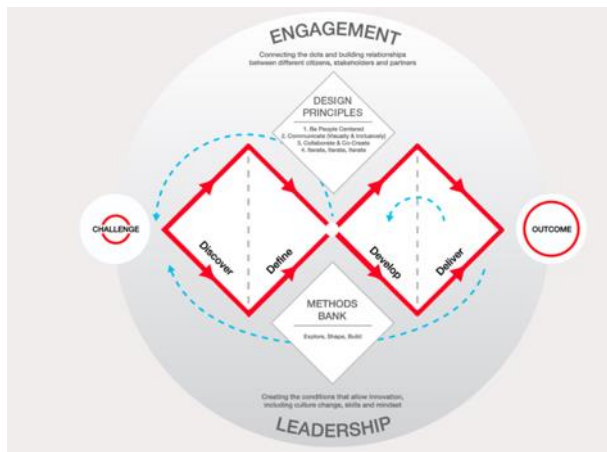 ENGAGEMENT
Connecting the dots and building relationships
between different citizens, stakeholders and partners
DESIGN
PRINCIPLES
1. Be People Centered
2. Communicate (Visually & Inclusively)
3. Collaborate & Co-Create
4. Iterate, Iterate, Iterate
CHALLENGE
Discover
Define
Develop
Deliver
OUTCOME
METHODS
BANK
Explore, Shape, Build
Creating the conditions that allow innovation,
including culture change, skills and mindset
LEADERSHIP